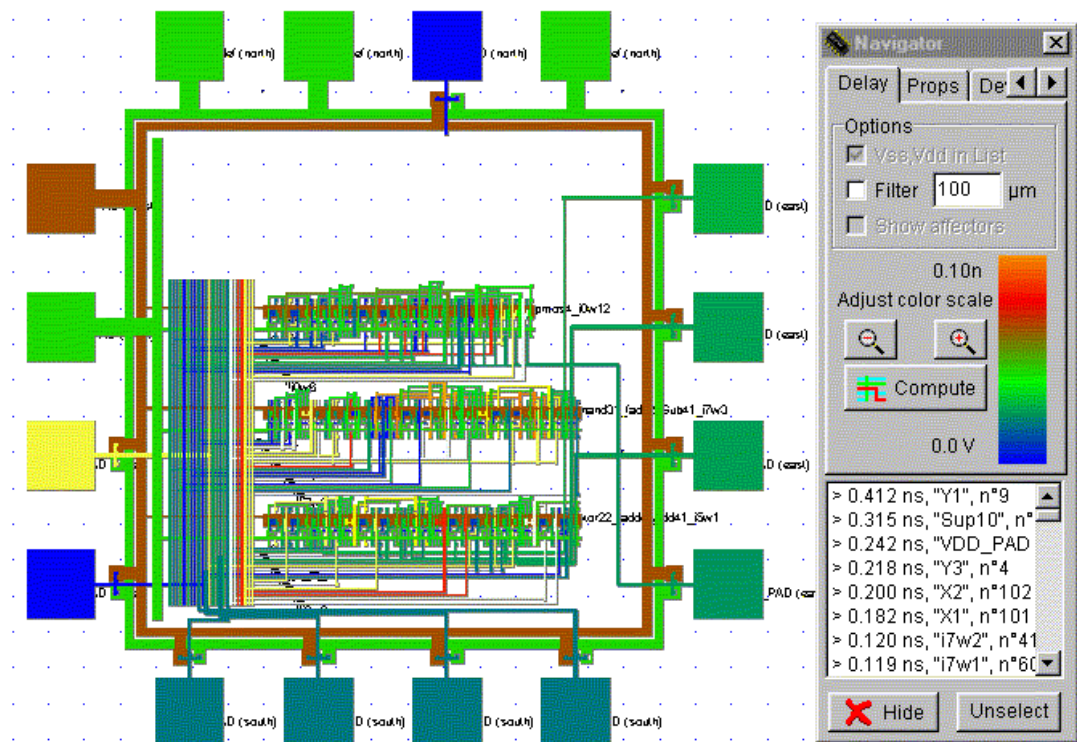 ef.(north)
ef.(north)
D (north)
ef.(north)
D (east)
D (east)
D (east)
_PAD (ea
D (south)
D (south)
D (south)
D (south)
Navigator
Delay
Props
De
Options
Vss,Vdd in List
Filter
100
µm
Show affectors
0.10n
Adjust color scale
Compute
0.0 V
> 0.412 ns, "Y1", n°9
> 0.315 ns, "Sup10", n°
> 0.242 ns, "VDD_PAD
> 0.218 ns, "Y3", n°4
> 0.200 ns, "X2", n°102
> 0.182 ns, "X1", n°101
> 0.120 ns, "i7w2", n°41
> 0.119 ns, "i7w1", n°60
Hide
Unselect